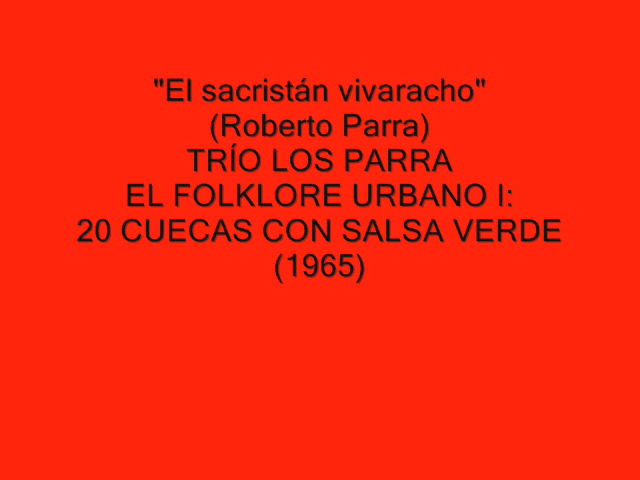 "El sacristán vivaracho"
(Roberto Parra)
TRÍO LOS PARRA
EL FOLKLORE URBANO I:
20 CUECAS CON SALSA VERDE
(1965)